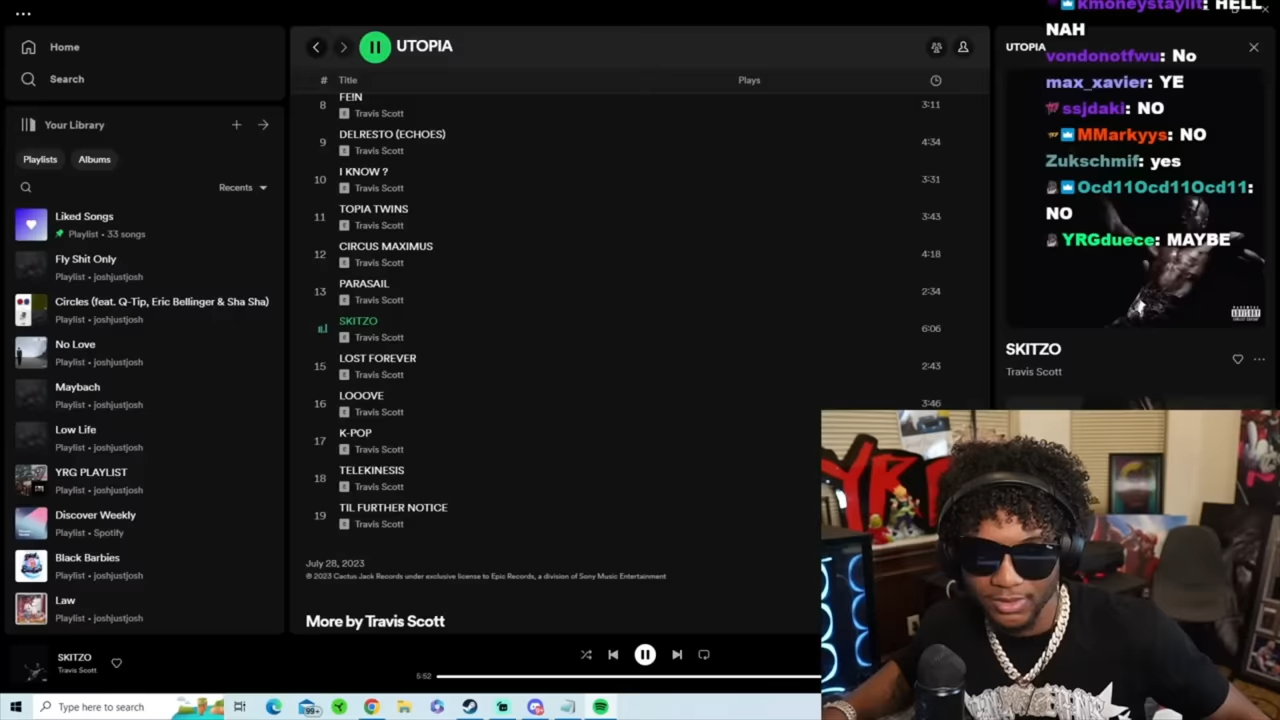 Home
Search
Your Library
Playlists
Albums
Recents
Liked Songs
Playlist • 33 songs
Fly Shit Only
Playlist • joshjustjosh
Circles (feat. Q-Tip, Eric Bellinger & Sha Sha)
Playlist • joshjustjosh
No Love
Playlist • joshjustjosh
Maybach
Playlist • joshjustjosh
Low Life
Playlist • joshjustjosh
YRG PLAYLIST
Playlist • joshjustjosh
Discover Weekly
Playlist • Spotify
Black Barbies
Playlist • joshjustjosh
Law
Playlist • joshjustjosh
UTOPIA
# Title Plays
8 FE!N 3:11
E Travis Scott
9 DELRESTO (ECHOES) 4:34
E Travis Scott
10 I KNOW ? 3:31
E Travis Scott
11 TOPIA TWINS 3:43
E Travis Scott
12 CIRCUS MAXIMUS 4:18
E Travis Scott
13 PARASAIL 2:34
E Travis Scott
SKITZO 6:06
E Travis Scott
15 LOST FOREVER 2:43
E Travis Scott
16 LOOOVE 3:46
E Travis Scott
17 K-POP
E Travis Scott
18 TELEKINESIS
E Travis Scott
19 TIL FURTHER NOTICE
E Travis Scott
July 28, 2023
© 2023 Cactus Jack Records under exclusive license to Epic Records, a division of Sony Music Entertainment
More by Travis Scott
kmoneystaylit: HELL
NAH
UTOPIA
vondonotfwu: No
max_xavier: YE
ssjdaki: NO
MMarkyys: NO
Zukschmif: yes
Ocd11Ocd11Ocd11:
NO
YRGduece: MAYBE
SKITZO
Travis Scott
YRG
SKITZO
Travis Scott
5:52
Type here to search
99+